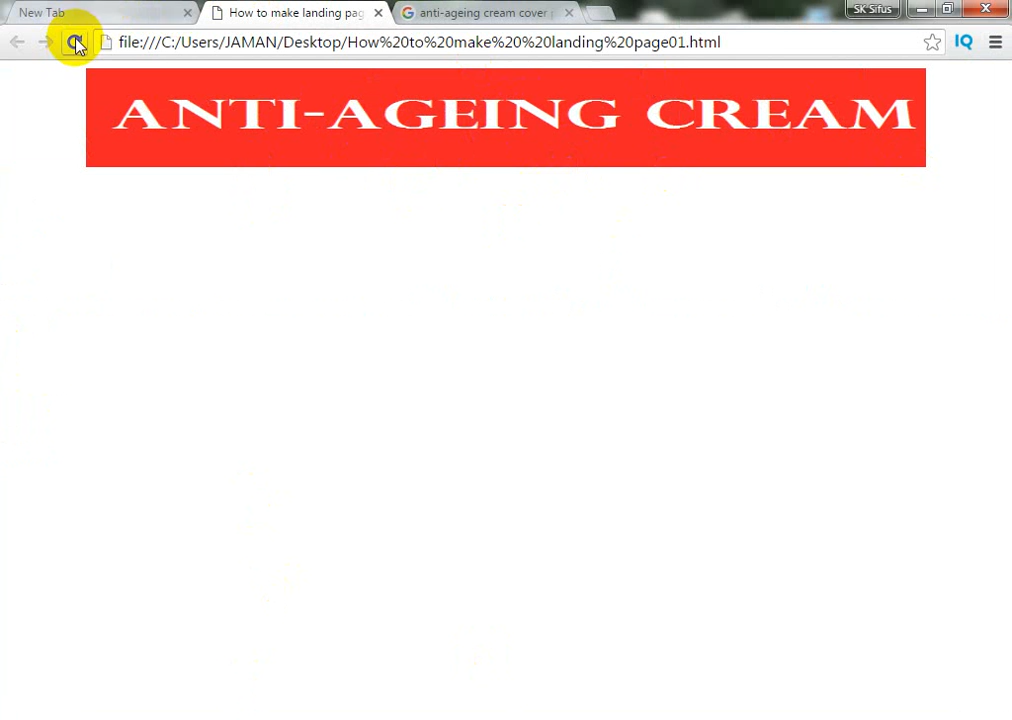 New Tab
How to make landing pag
anti-ageing cream cover
SK Sifus
file:///C:/Users/JAMAN/Desktop/How%20to%20make%20%20landing%20page01.html
IQ
ANTI-AGEING CREAM